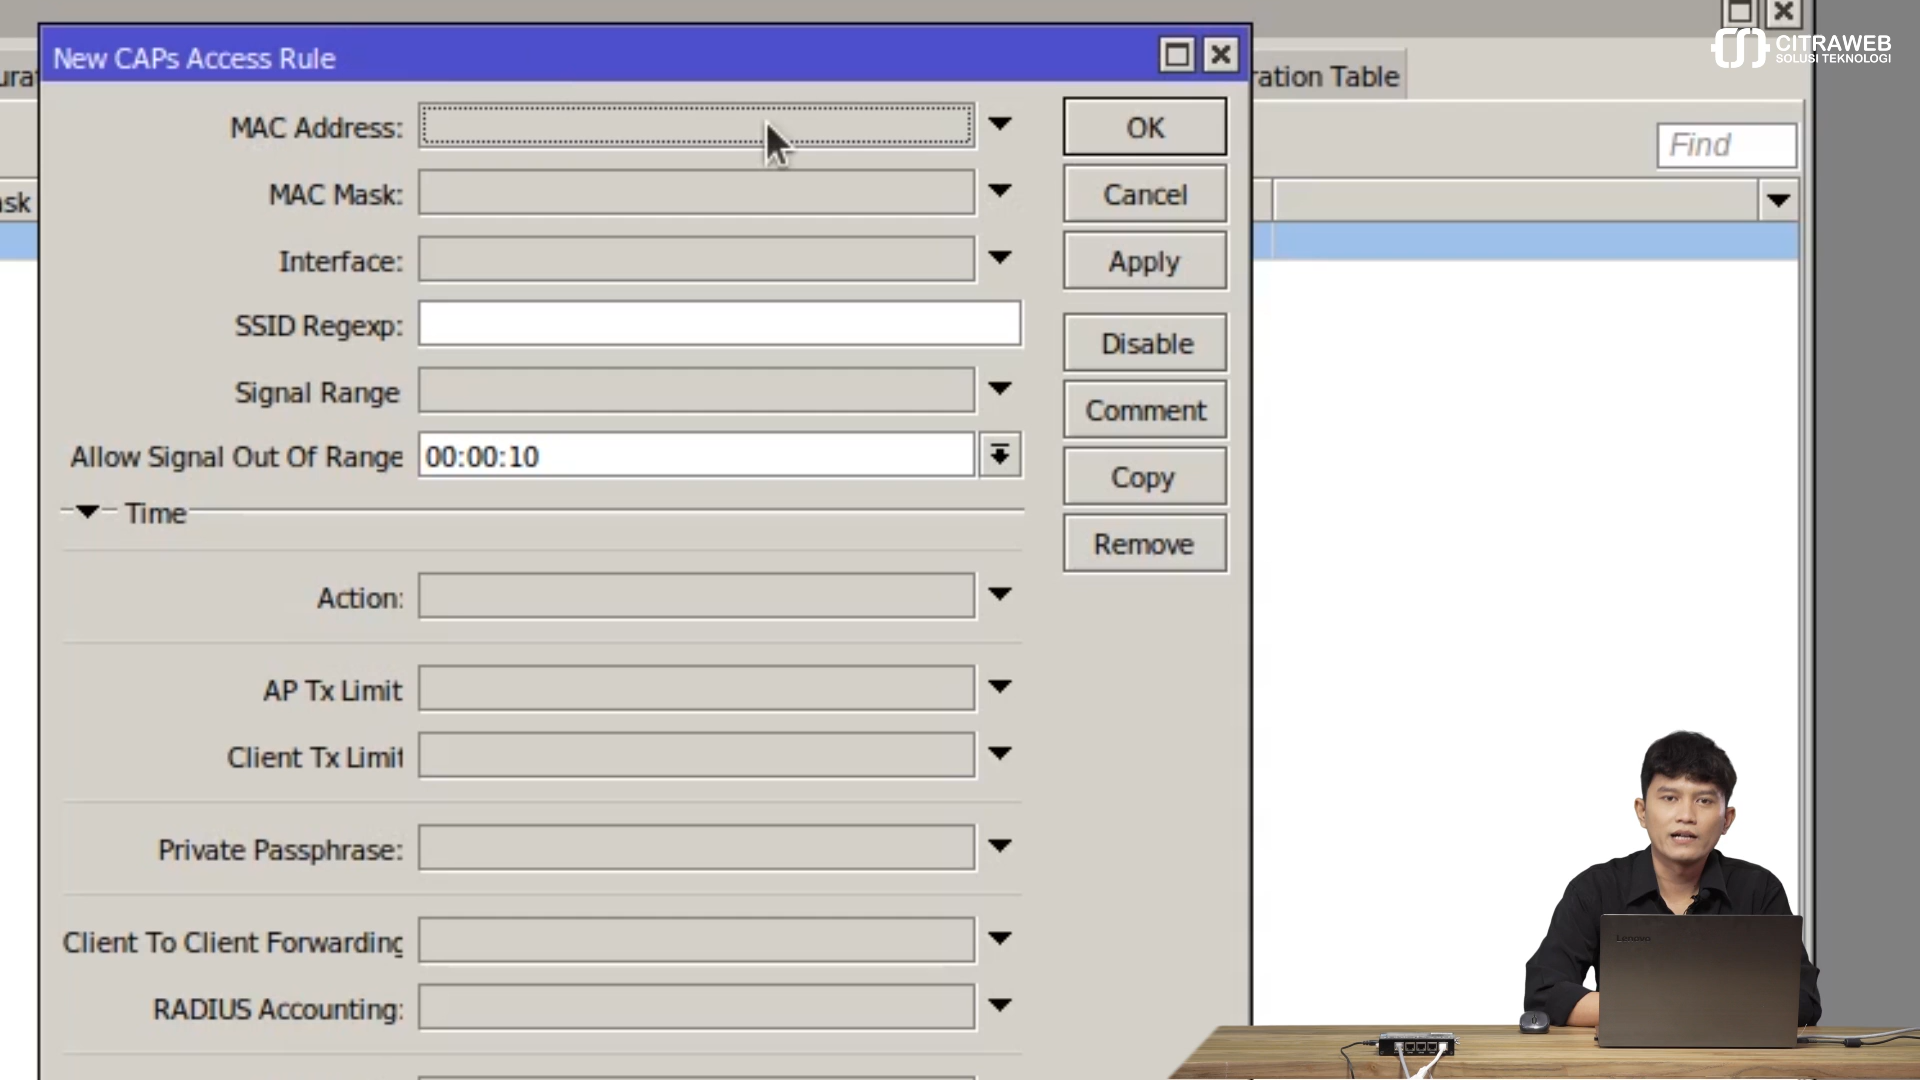 New CAPs Access Rule
CITRAWEB
SOLUSI TEKNOLOGI
ration Table
Find
MAC Address:
MAC Mask:
Interface:
SSID Regexp:
Signal Range
Allow Signal Out Of Range 00:00:10
Time
Action:
AP Tx Limit
Client Tx Limit
Private Passphrase:
Client To Client Forwarding
RADIUS Accounting:
OK
Cancel
Apply
Disable
Comment
Copy
Remove
ask
Lenovo